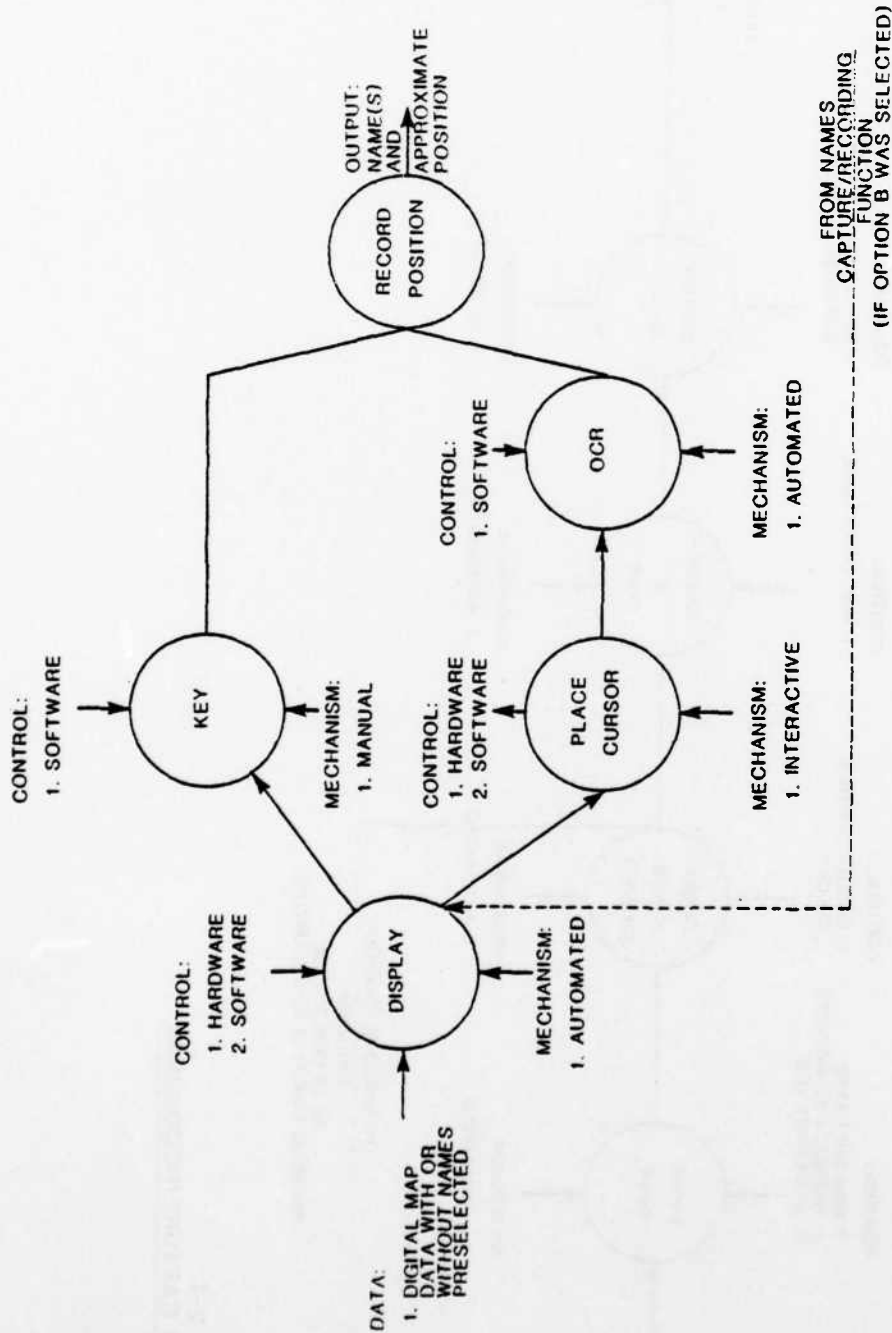 DATA:
1. DIGITAL MAP
DATA WITH OR
WITHOUT NAMES
PRESELECTED
CONTROL:
1. HARDWARE
2. SOFTWARE
DISPLAY
MECHANISM:
1. AUTOMATED
CONTROL:
1. SOFTWARE
KEY
MECHANISM:
1. MANUAL
CONTROL:
1. HARDWARE
2. SOFTWARE
PLACE
CURSOR
MECHANISM:
1. INTERACTIVE
CONTROL:
1. SOFTWARE
OCR
MECHANISM:
1. AUTOMATED
RECORD
POSITION
OUTPUT:
NAME(S)
AND
APPROXIMATE
POSITION
FROM NAMES
CAPTURE/RECORDING
FUNCTION
(IF OPTION B WAS SELECTED)